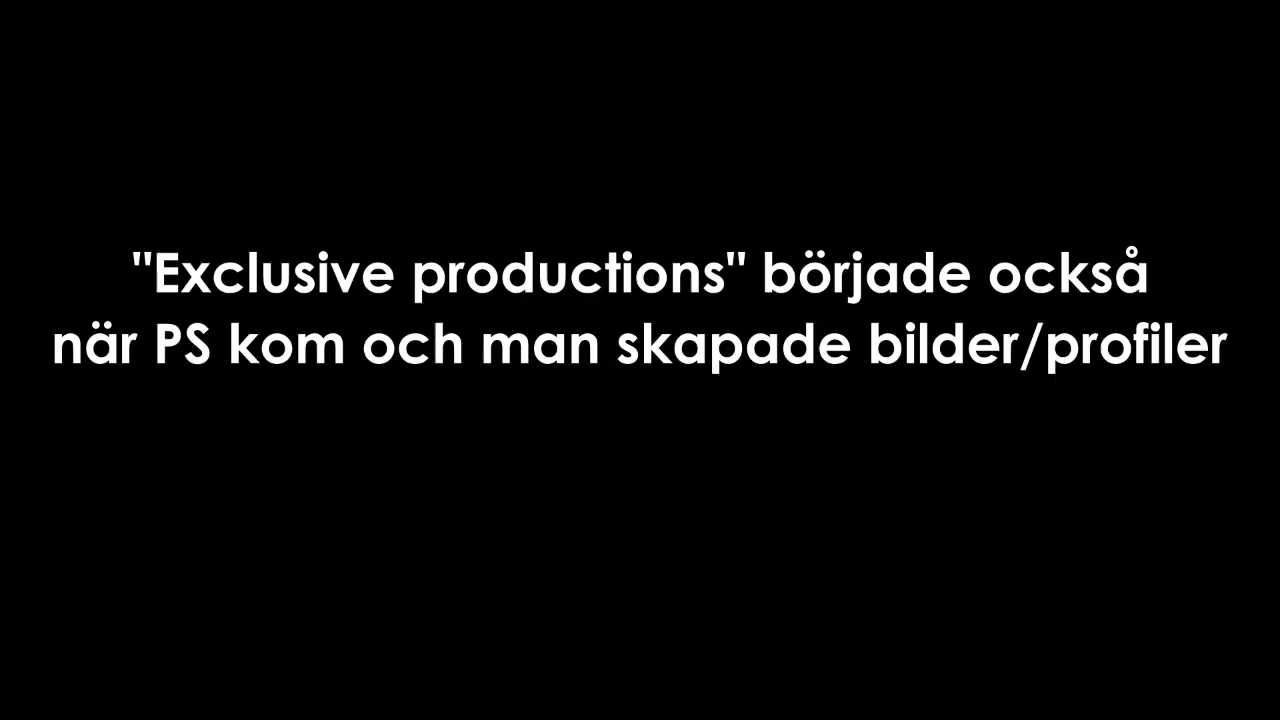 "Exclusive productions" började också
när PS kom och man skapade bilder/profiler